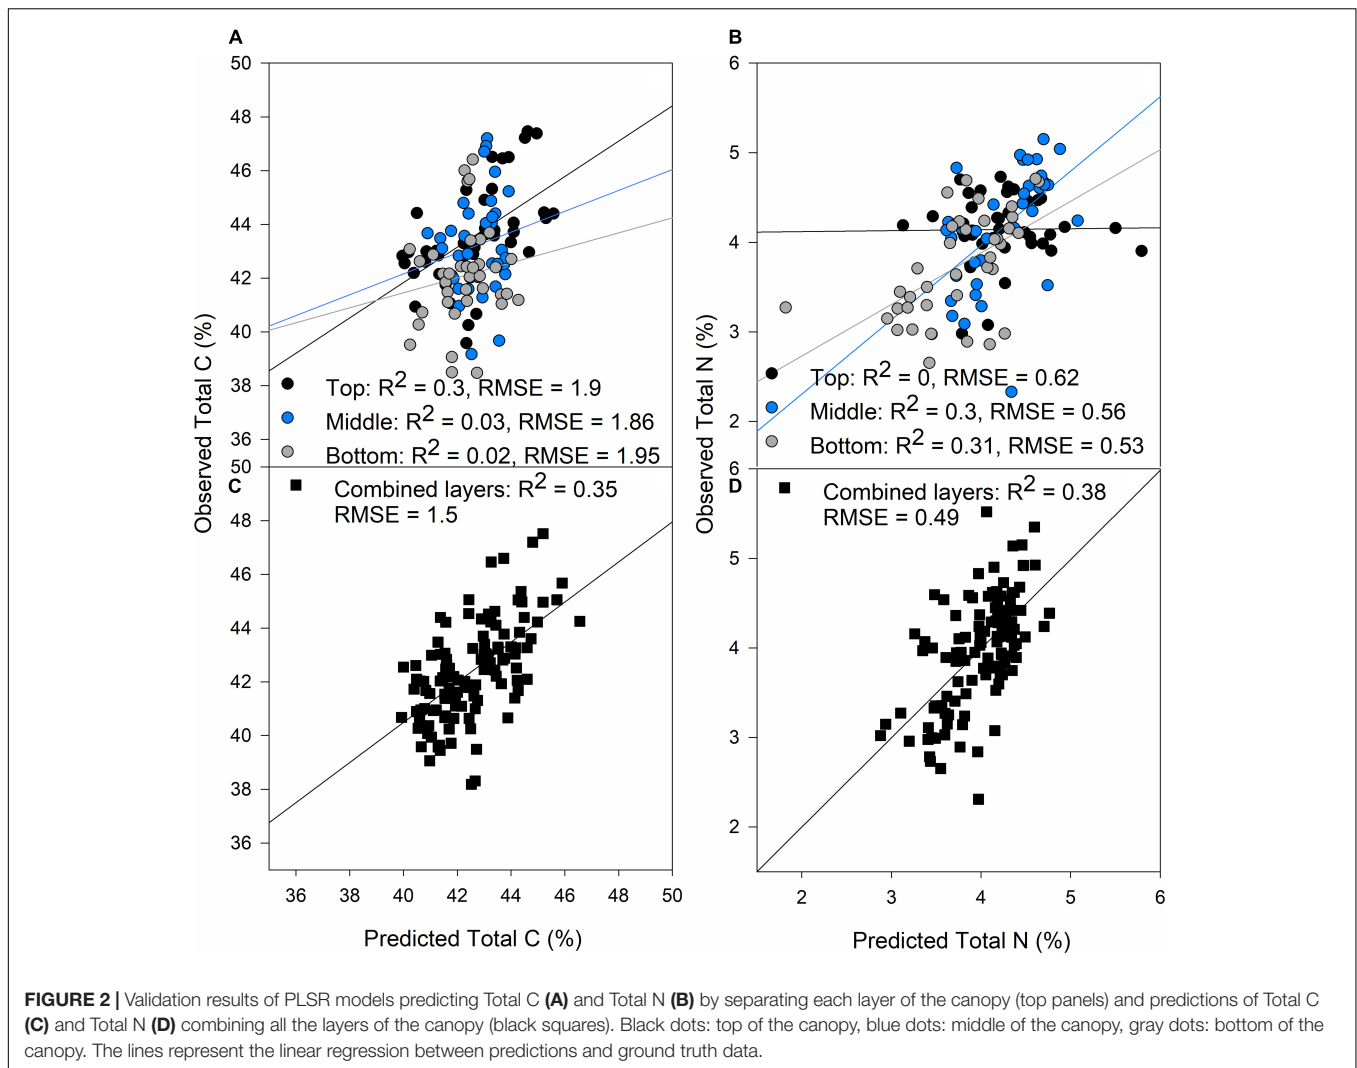 A
B
50
48
46
44
42
40
38
36
Observed Total C (%)
Top: R2 = 0.3, RMSE = 1.9
Middle: R2 = 0.03, RMSE = 1.86
Bottom: R2 = 0.02, RMSE = 1.95
6
5
4
3
2
Observed Total N (%)
Top: R2 = 0, RMSE = 0.62
Middle: R2 = 0.3, RMSE = 0.56
Bottom: R2 = 0.31, RMSE = 0.53
C
50
48
46
44
42
40
38
36
Combined layers: R2 = 0.35
RMSE = 1.5
36 38 40 42 44 46 48 50
Predicted Total C (%)
D
6
5
4
3
2
Combined layers: R2 = 0.38
RMSE = 0.49
2 3 4 5 6
Predicted Total N (%)
FIGURE 2 | Validation results of PLSR models predicting Total C (A) and Total N (B) by separating each layer of the canopy (top panels) and predictions of Total C
(C) and Total N (D) combining all the layers of the canopy (black squares). Black dots: top of the canopy, blue dots: middle of the canopy, gray dots: bottom of the
canopy. The lines represent the linear regression between predictions and ground truth data.